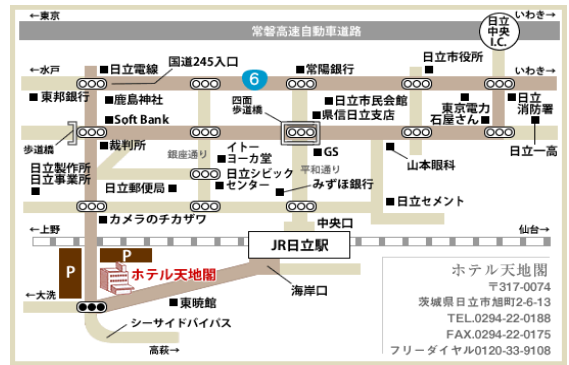 ←東京
いわき→
常磐高速自動車道路
日立
中央
I.C.
国道245入口
日立市役所
←水戸
日立電線
6
常陽銀行
いわき→
東邦銀行
鹿島神社
四面
歩道橋
日立市民会館
県信日立支店
東京電力
石屋さん
日立
消防署
Soft Bank
歩道橋
裁判所
銀座通り
イトー
ヨーカ堂
GS
平和通り
山本眼科
日立一高
日立製作所
日立事業所
日立郵便局
日立シビック
センター
みずほ銀行
日立セメント
カメラのチカザワ
中央口
←上野
JR日立駅
仙台→
P
P
ホテル天地閣
海岸口
←大洗
東暁館
シーサイドバイパス
高萩→
ホテル天地閣
〒317-0074
茨城県日立市旭町2-6-13
TEL.0294-22-0188
FAX.0294-22-0175
フリーダイヤル0120-33-9108